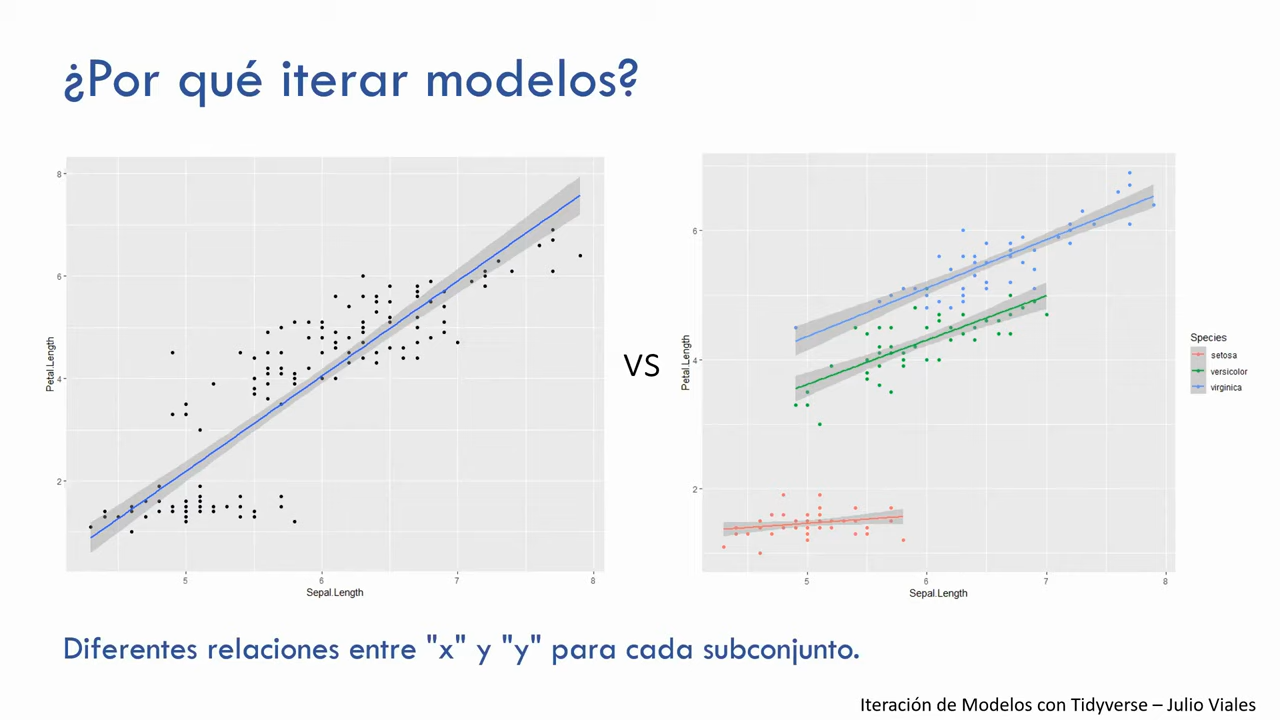 ¿Por qué iterar modelos?
8
6
4
2
Petal.Length
5 6 7 8
Sepal.Length
VS
6
4
2
Petal.Length
5 6 7 8
Sepal.Length
Species
setosa
versicolor
virginica
Diferentes relaciones entre "x" y "y" para cada subconjunto.
Iteración de Modelos con Tidyverse – Julio Viales